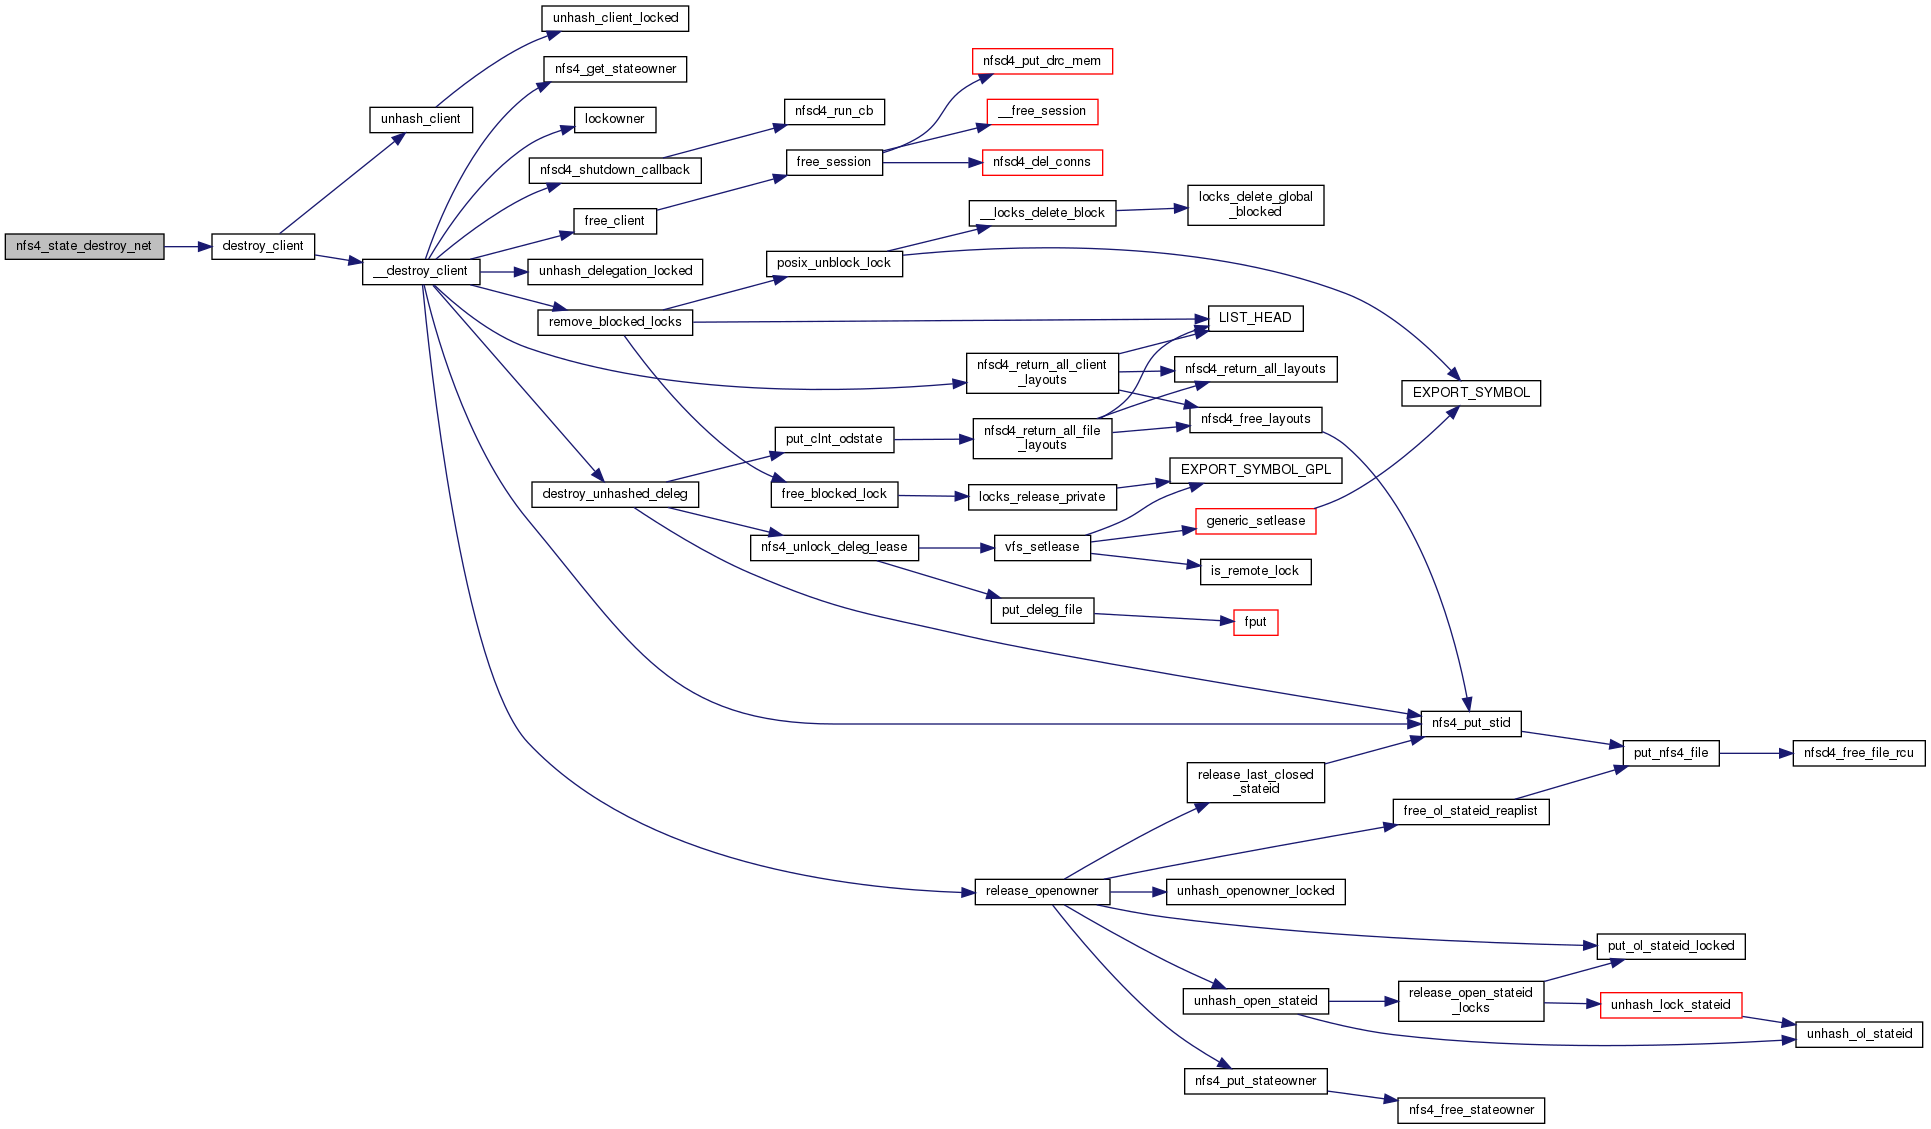 unhash_client_locked
nfs4_get_stateowner
nfsd4_put_drc_mem
unhash_client
lockowner
nfsd4_run_cb
__free_session
nfsd4_shutdown_callback
free_session
nfsd4_del_conns
free_client
__locks_delete_block
locks_delete_global
_blocked
nfs4_state_destroy_net
destroy_client
__destroy_client
unhash_delegation_locked
posix_unblock_lock
remove_blocked_locks
LIST_HEAD
nfsd4_return_all_client
_layouts
nfsd4_return_all_layouts
EXPORT_SYMBOL
put_clnt_odstate
nfsd4_return_all_file
_layouts
nfsd4_free_layouts
EXPORT_SYMBOL_GPL
destroy_unhashed_deleg
free_blocked_lock
locks_release_private
generic_setlease
nfs4_unlock_deleg_lease
vfs_setlease
is_remote_lock
put_deleg_file
fput
nfs4_put_stid
put_nfs4_file
nfsd4_free_file_rcu
release_last_closed
_stateid
free_ol_stateid_reaplist
release_openowner
unhash_openowner_locked
put_ol_stateid_locked
unhash_open_stateid
release_open_stateid
_locks
unhash_lock_stateid
unhash_ol_stateid
nfs4_put_stateowner
nfs4_free_stateowner